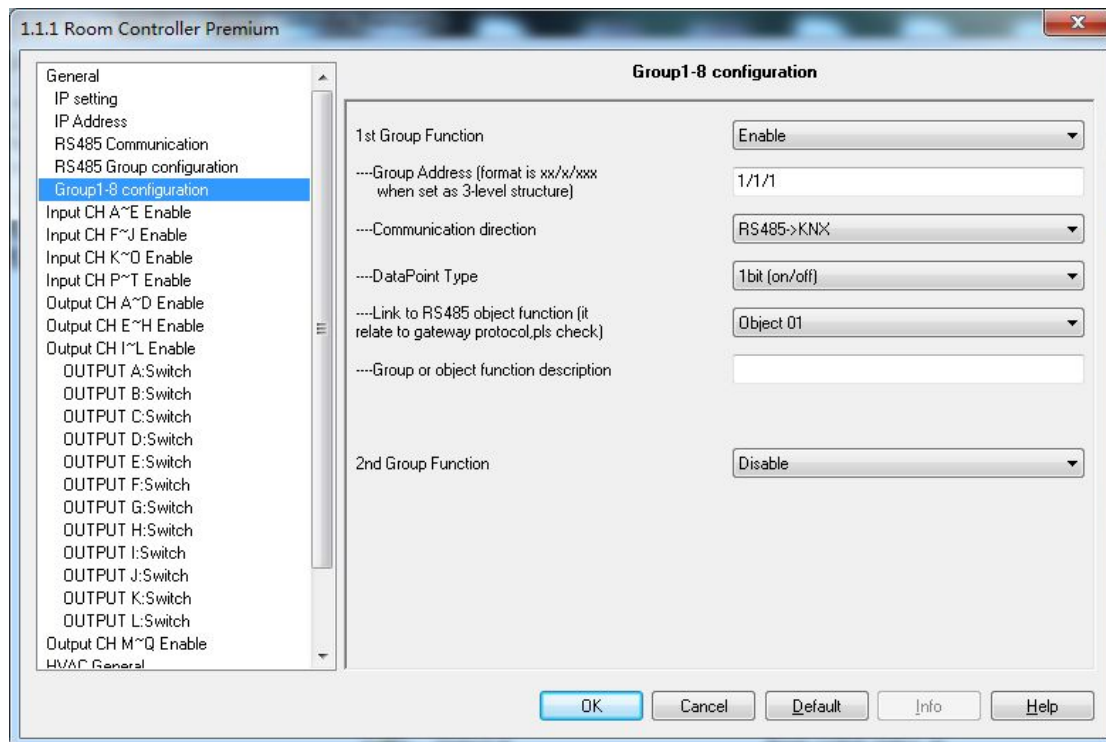 1.1.1 Room Controller Premium
General
IP setting
IP Address
RS485 Communication
RS485 Group configuration
Group1-8 configuration
Input CH A~E Enable
Input CH F~J Enable
Input CH K~O Enable
Input CH P~T Enable
Output CH A~D Enable
Output CH E~H Enable
Output CH I~L Enable
OUTPUT A:Switch
OUTPUT B:Switch
OUTPUT C:Switch
OUTPUT D:Switch
OUTPUT E:Switch
OUTPUT F:Switch
OUTPUT G:Switch
OUTPUT H:Switch
OUTPUT I:Switch
OUTPUT J:Switch
OUTPUT K:Switch
OUTPUT L:Switch
Output CH M~Q Enable
HVAC General
Group1-8 configuration
1st Group Function
Enable
----Group Address (format is xx/x/xxx
when set as 3-level structure)
1/1/1
----Communication direction
RS485->KNX
----DataPoint Type
1bit (on/off)
----Link to RS485 object function (it
relate to gateway protocol,pls check)
Object 01
----Group or object function description
2nd Group Function
Disable
OK
Cancel
Default
Info
Help